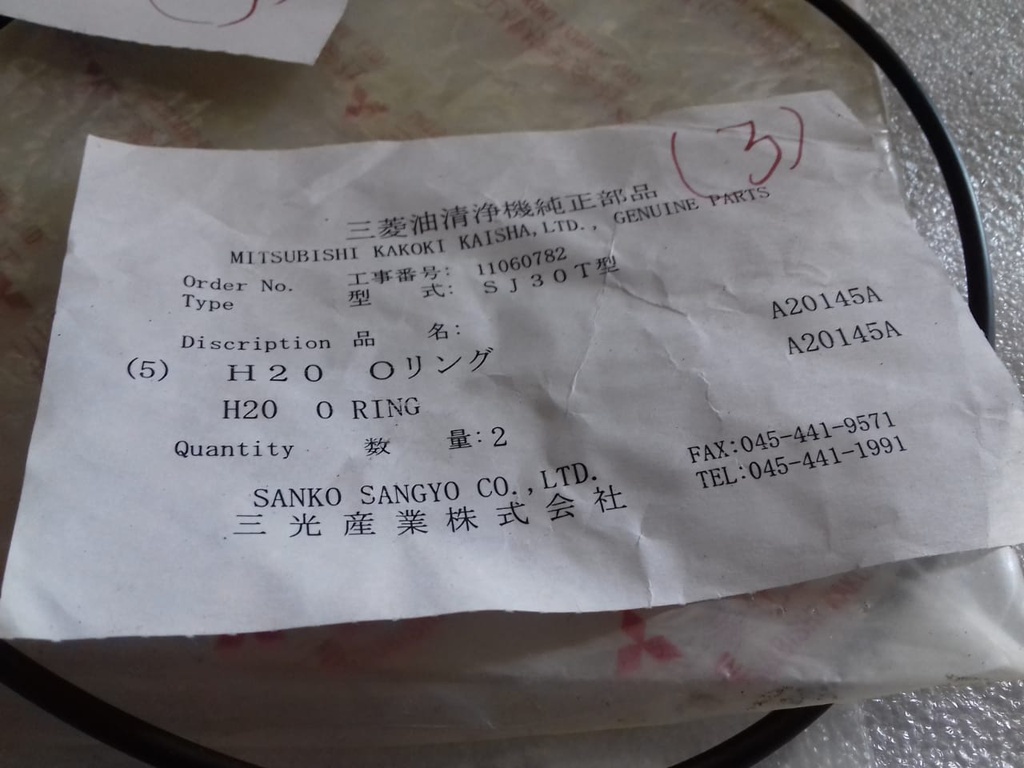 (3)
三菱油清浄機純正部品
MITSUBISHI KAKOKI KAISHA,LTD., GENUINE PARTS
Order No. 工事番号: 11060782
Type 型 式: ＳＪ３０Ｔ型
A20145A
Discription 品 名:
A20145A
(5) Ｈ２０ Ｏリング
H20 O RING
Quantity 数 量:2
FAX:045-441-9571
SANKO SANGYO CO.,LTD.
TEL:045-441-1991
三光産業株式会社